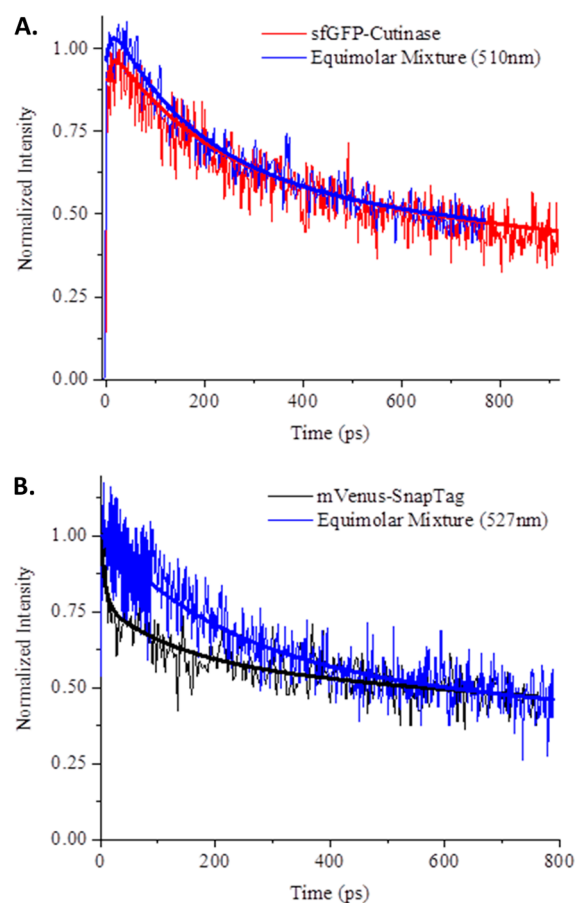 A.
sfGFP-Cutinase
Equimolar Mixture (510nm)
1.00
0.75
0.50
0.25
0.00
Normalized Intensity
0
200
400
600
800
Time (ps)
B.
mVenus-SnapTag
Equimolar Mixture (527nm)
1.00
0.75
0.50
0.25
0.00
Normalized Intensity
0
200
400
600
800
Time (ps)